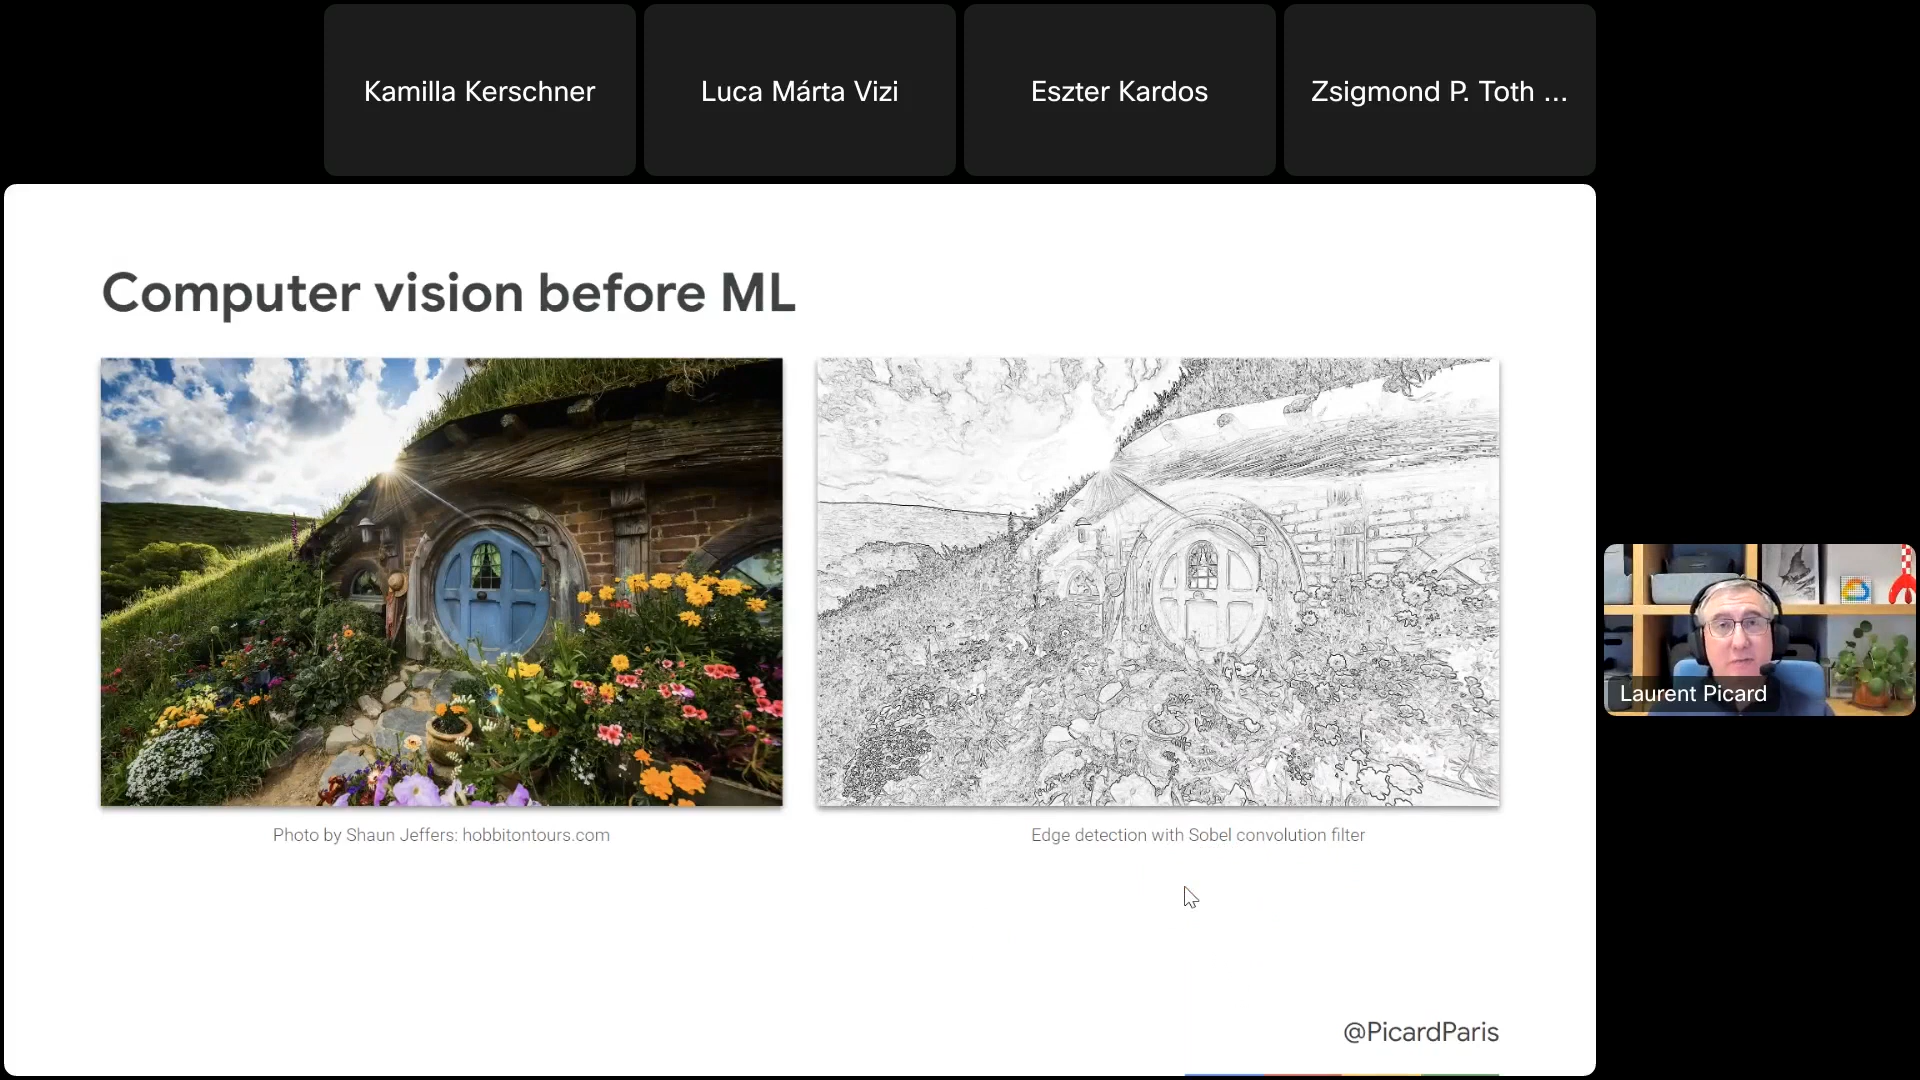 Kamilla Kerschner
Luca Márta Vizi
Eszter Kardos
Zsigmond P. Toth ...
Computer vision before ML
Photo by Shaun Jeffers: hobbitontours.com
Edge detection with Sobel convolution filter
Laurent Picard
@PicardParis